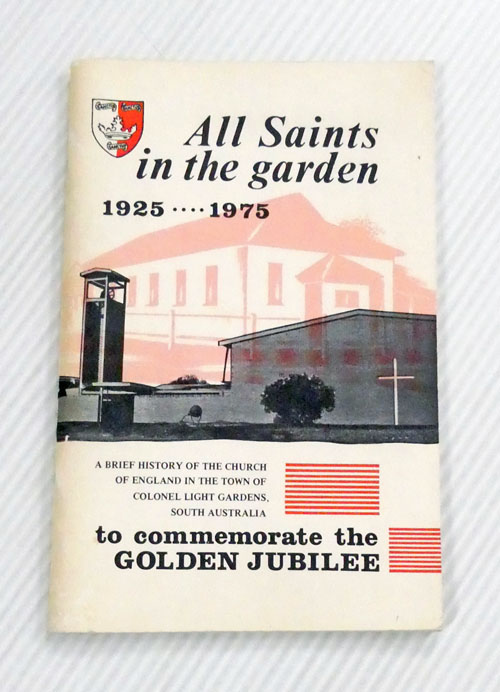 All Saints
in the garden
1925 ···· 1975
A BRIEF HISTORY OF THE CHURCH
OF ENGLAND IN THE TOWN OF
COLONEL LIGHT GARDENS,
SOUTH AUSTRALIA
to commemorate the
GOLDEN JUBILEE